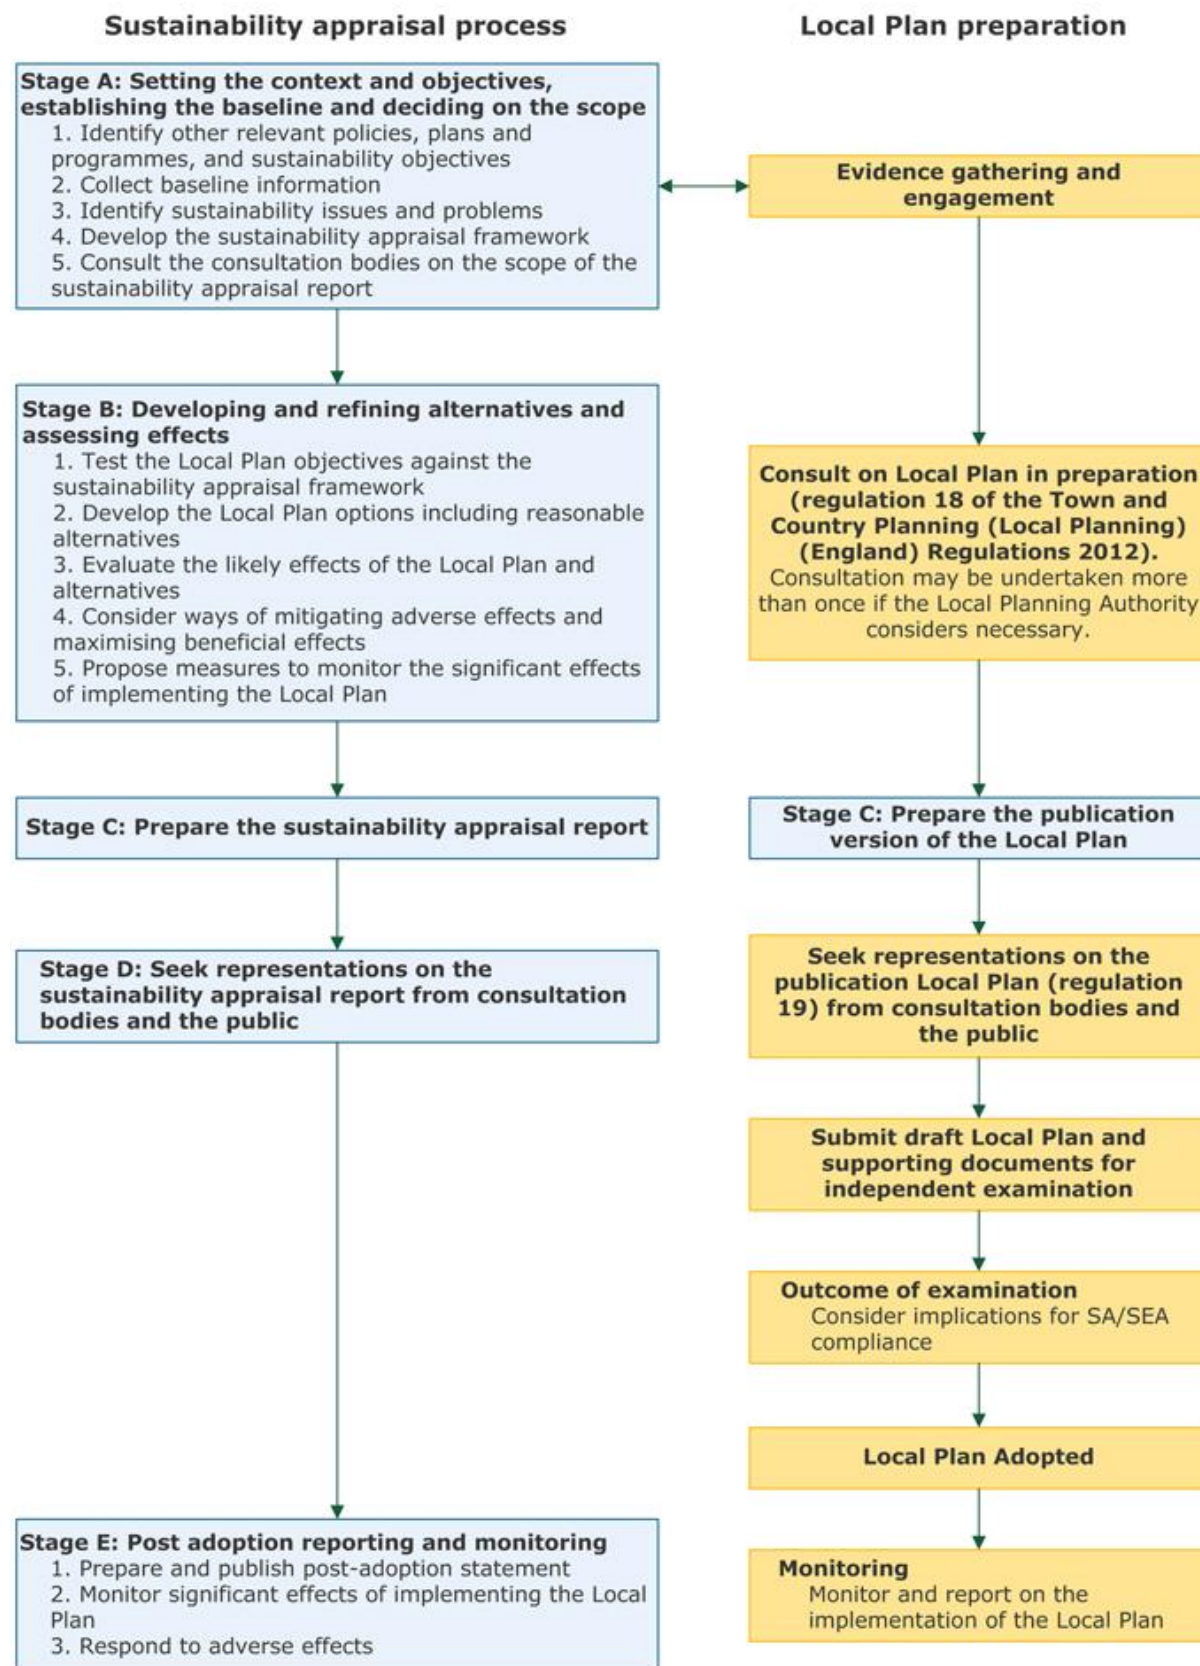 Sustainability appraisal process
Local Plan preparation
Stage A: Setting the context and objectives,
establishing the baseline and deciding on the scope
1. Identify other relevant policies, plans and
programmes, and sustainability objectives
2. Collect baseline information
3. Identify sustainability issues and problems
4. Develop the sustainability appraisal framework
5. Consult the consultation bodies on the scope of the
sustainability appraisal report
Evidence gathering and
engagement
Stage B: Developing and refining alternatives and
assessing effects
1. Test the Local Plan objectives against the
sustainability appraisal framework
2. Develop the Local Plan options including reasonable
alternatives
3. Evaluate the likely effects of the Local Plan and
alternatives
4. Consider ways of mitigating adverse effects and
maximising beneficial effects
5. Propose measures to monitor the significant effects
of implementing the Local Plan
Consult on Local Plan in preparation
(regulation 18 of the Town and
Country Planning (Local Planning)
(England) Regulations 2012).
Consultation may be undertaken more
than once if the Local Planning Authority
considers necessary.
Stage C: Prepare the sustainability appraisal report
Stage C: Prepare the publication
version of the Local Plan
Stage D: Seek representations on the
sustainability appraisal report from consultation
bodies and the public
Seek representations on the
publication Local Plan (regulation
19) from consultation bodies and
the public
Submit draft Local Plan and
supporting documents for
independent examination
Outcome of examination
Consider implications for SA/SEA
compliance
Local Plan Adopted
Stage E: Post adoption reporting and monitoring
1. Prepare and publish post-adoption statement
2. Monitor significant effects of implementing the Local
Plan
3. Respond to adverse effects
Monitoring
Monitor and report on the
implementation of the Local Plan